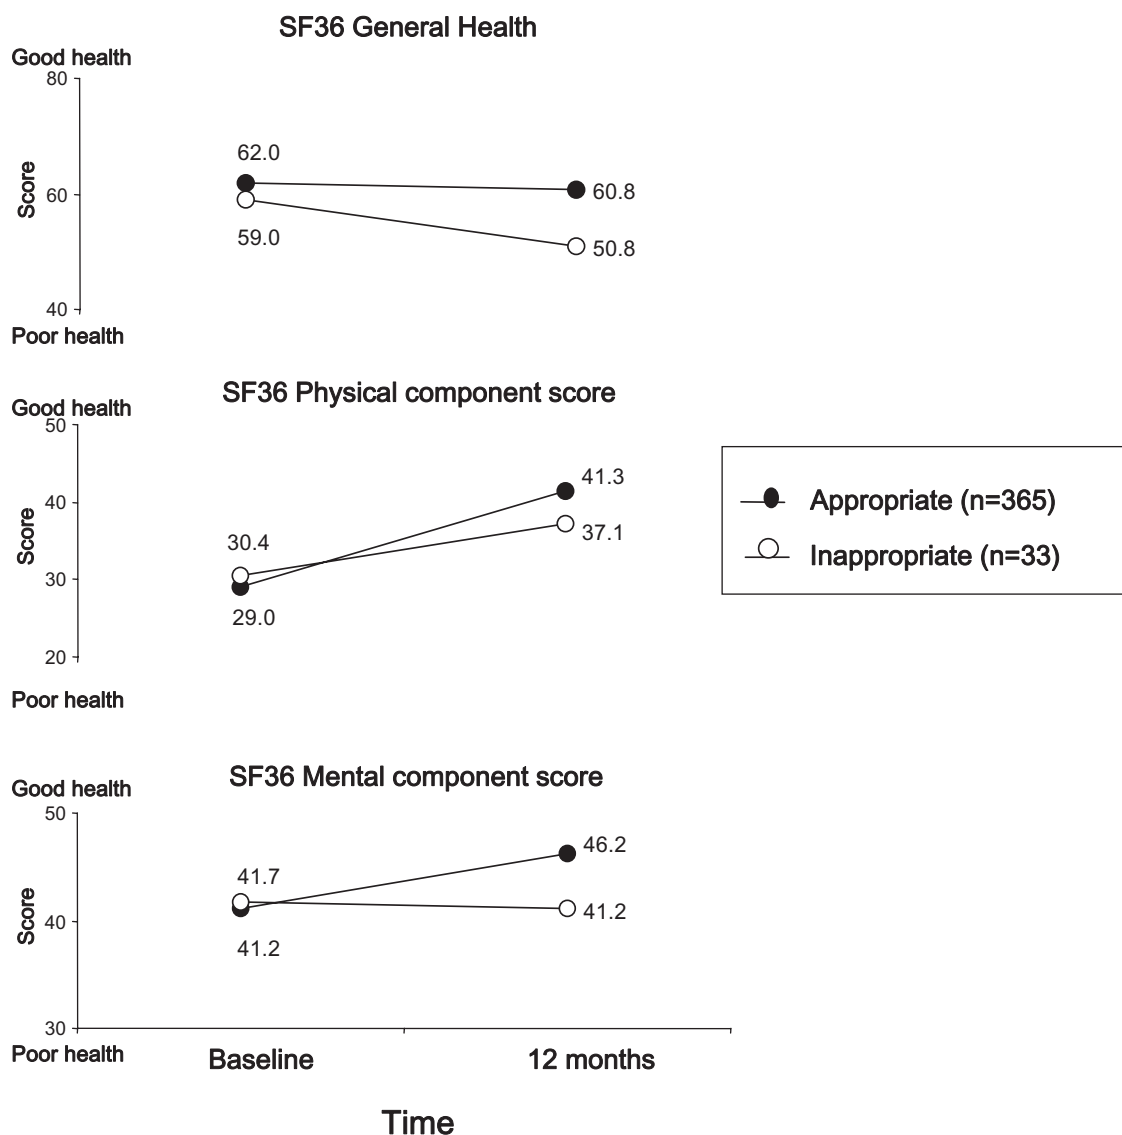 SF36 General Health
Good health
80
62.0
Score
60
60.8
59.0
50.8
40
Poor health
SF36 Physical component score
Good health
50
41.3
40
Score
30.4
37.1
30
29.0
20
Poor health
Appropriate (n=365)
Inappropriate (n=33)
SF36 Mental component score
Good health
50
46.2
41.7
Score
40
41.2
41.2
30
Poor health
Baseline
12 months
Time